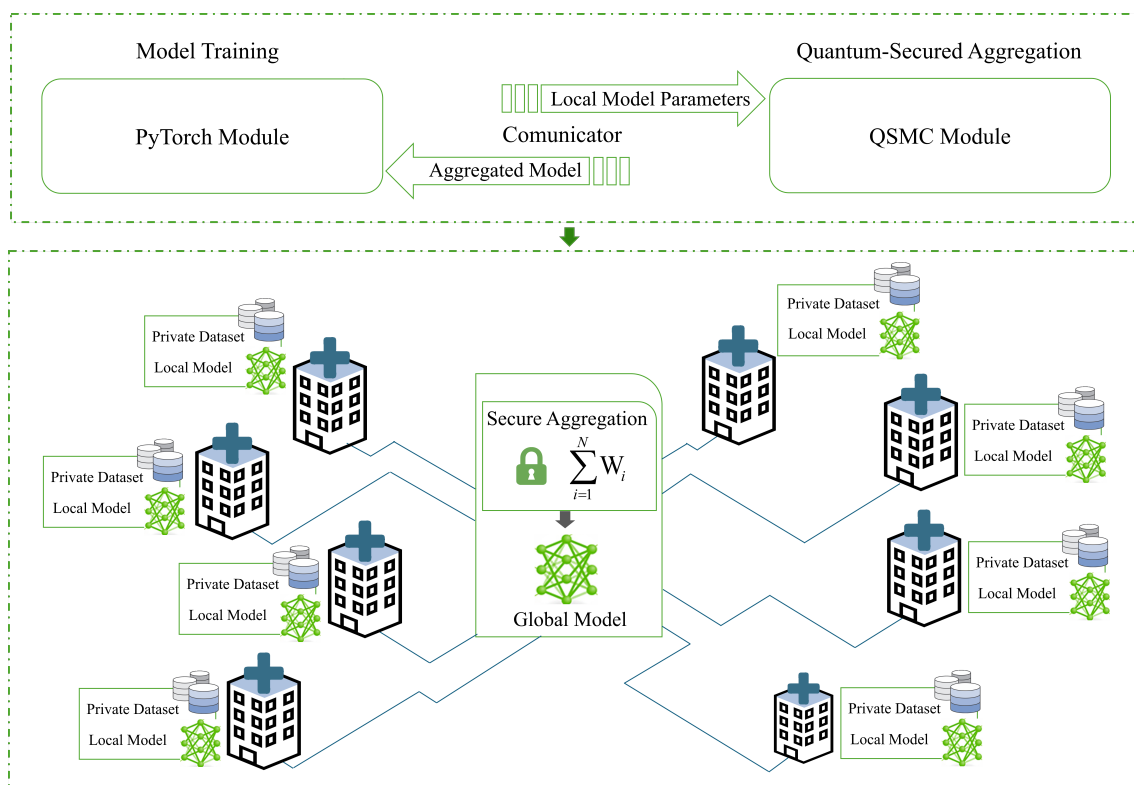 Model Training
Quantum-Secured Aggregation
PyTorch Module
Local Model Parameters
Comunicator
Aggregated Model
QSMC Module
Private Dataset
Local Model
Private Dataset
Local Model
Private Dataset
Local Model
Private Dataset
Local Model
Secure Aggregation
N
∑ W_i
i=1
Global Model
Private Dataset
Local Model
Private Dataset
Local Model
Private Dataset
Local Model
Private Dataset
Local Model